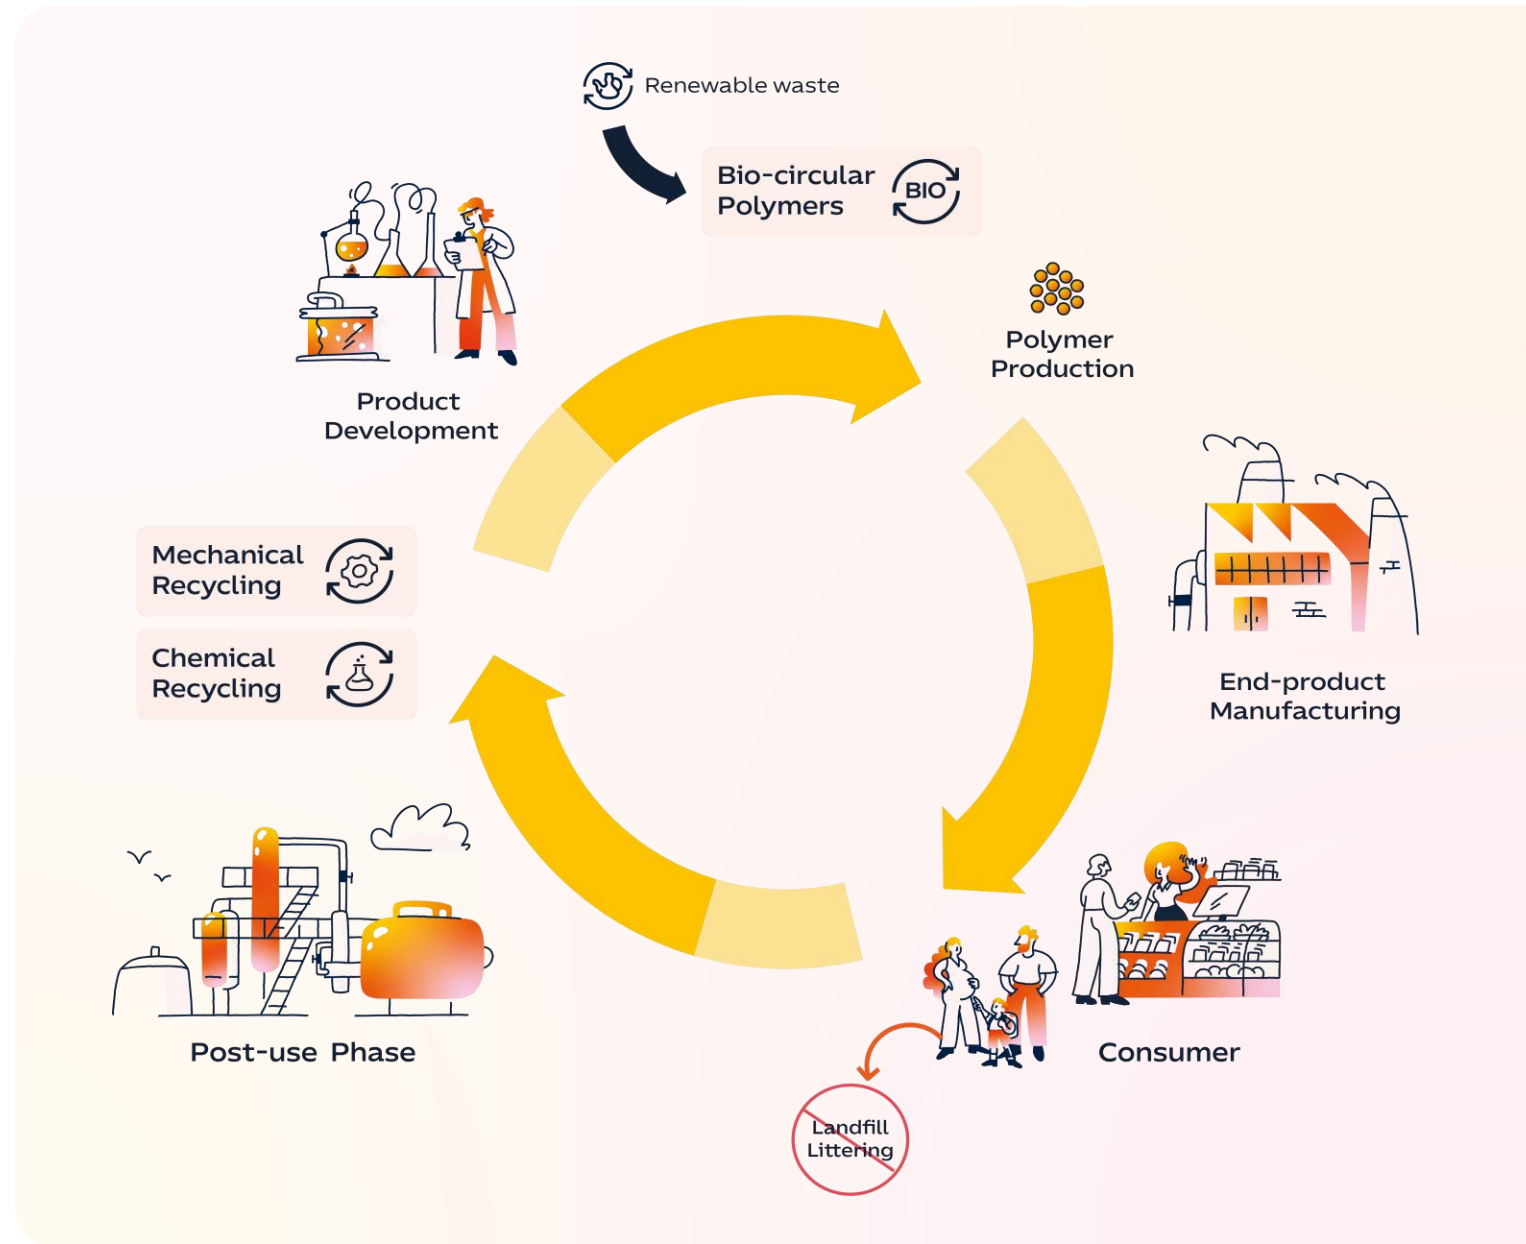 Renewable waste
Bio-circular
Polymers
BIO
Polymer
Production
Product
Development
Mechanical
Recycling
Chemical
Recycling
End-product
Manufacturing
Post-use Phase
Consumer
Landfill
Littering